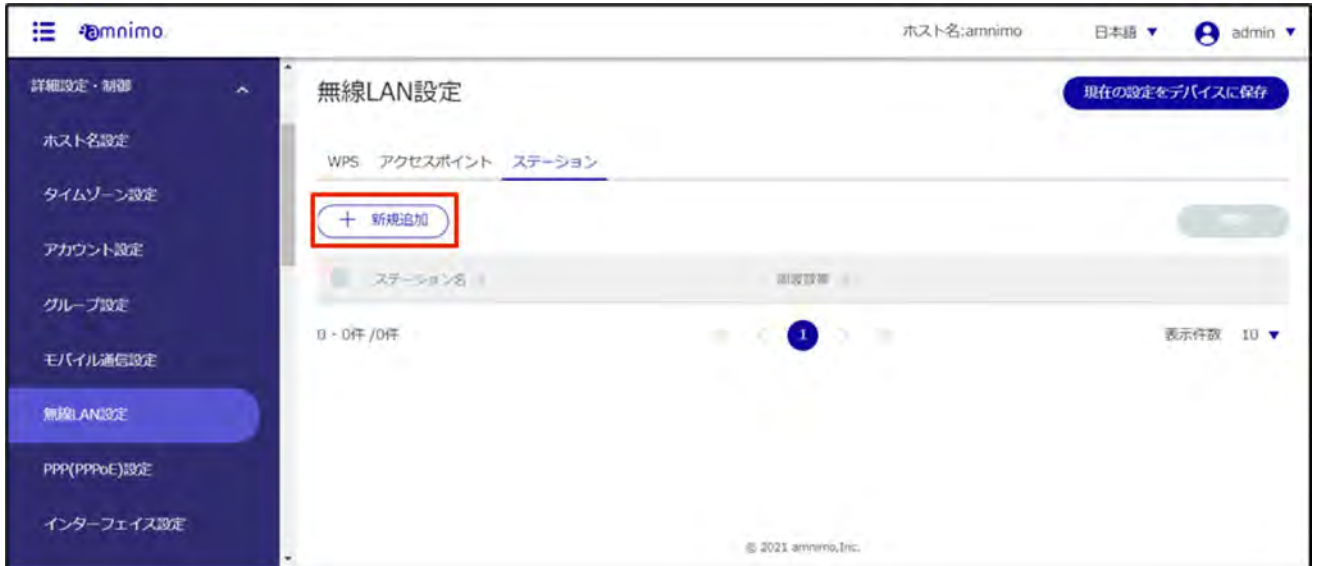 amnimo
ホスト名:amnimo
日本語 ▼
admin ▼
詳細設定・制御
無線LAN設定
現在の設定をデバイスに保存
ホスト名設定
WPS アクセスポイント ステーション
タイムゾーン設定
+ 新規追加
アカウント設定
ステーション名
周波数帯
グループ設定
0 - 0件 /0件
1
表示件数 10 ▼
モバイル通信設定
無線LAN設定
PPP(PPPoE)設定
インターフェイス設定
© 2021 amnimo,Inc.